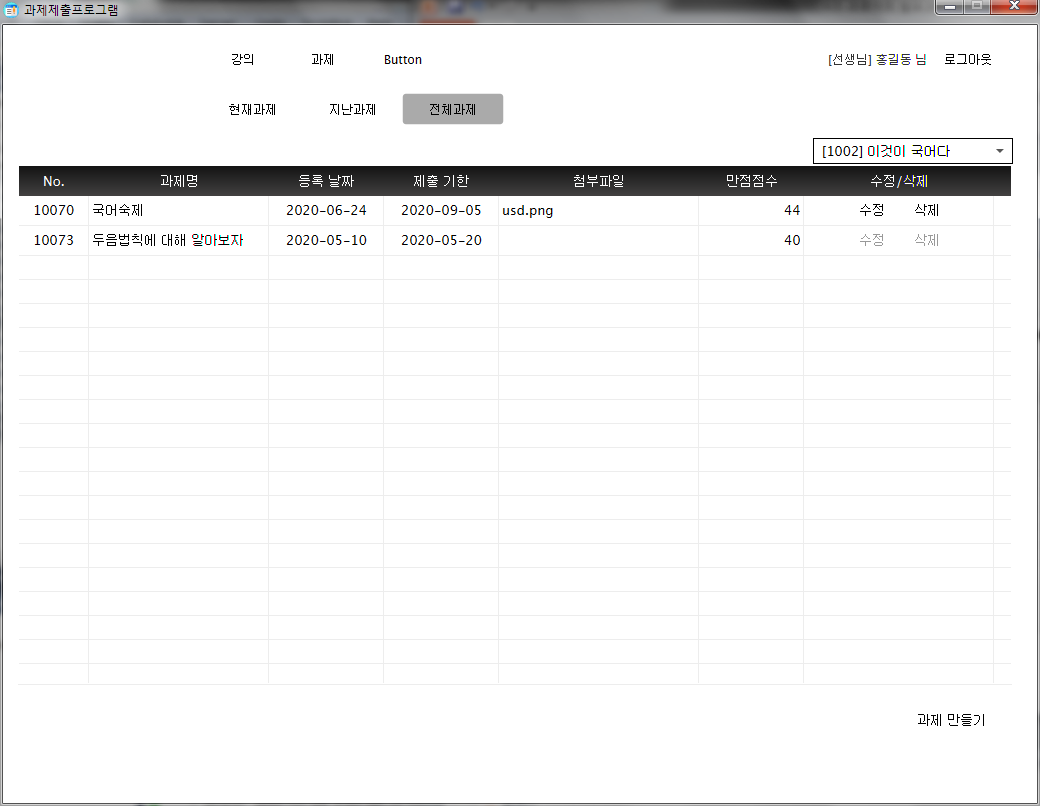 과제제출프로그램
강의 과제 Button [선생님] 홍길동 님 로그아웃
현재과제 지난과제 전체과제
[1002] 이것이 국어다
No. 과제명 등록 날짜 제출 기한 첨부파일 만점점수 수정/삭제
10070 국어숙제 2020-06-24 2020-09-05 usd.png 44 수정 삭제
10073 두음법칙에 대해 알아보자 2020-05-10 2020-05-20 40 수정 삭제
과제 만들기